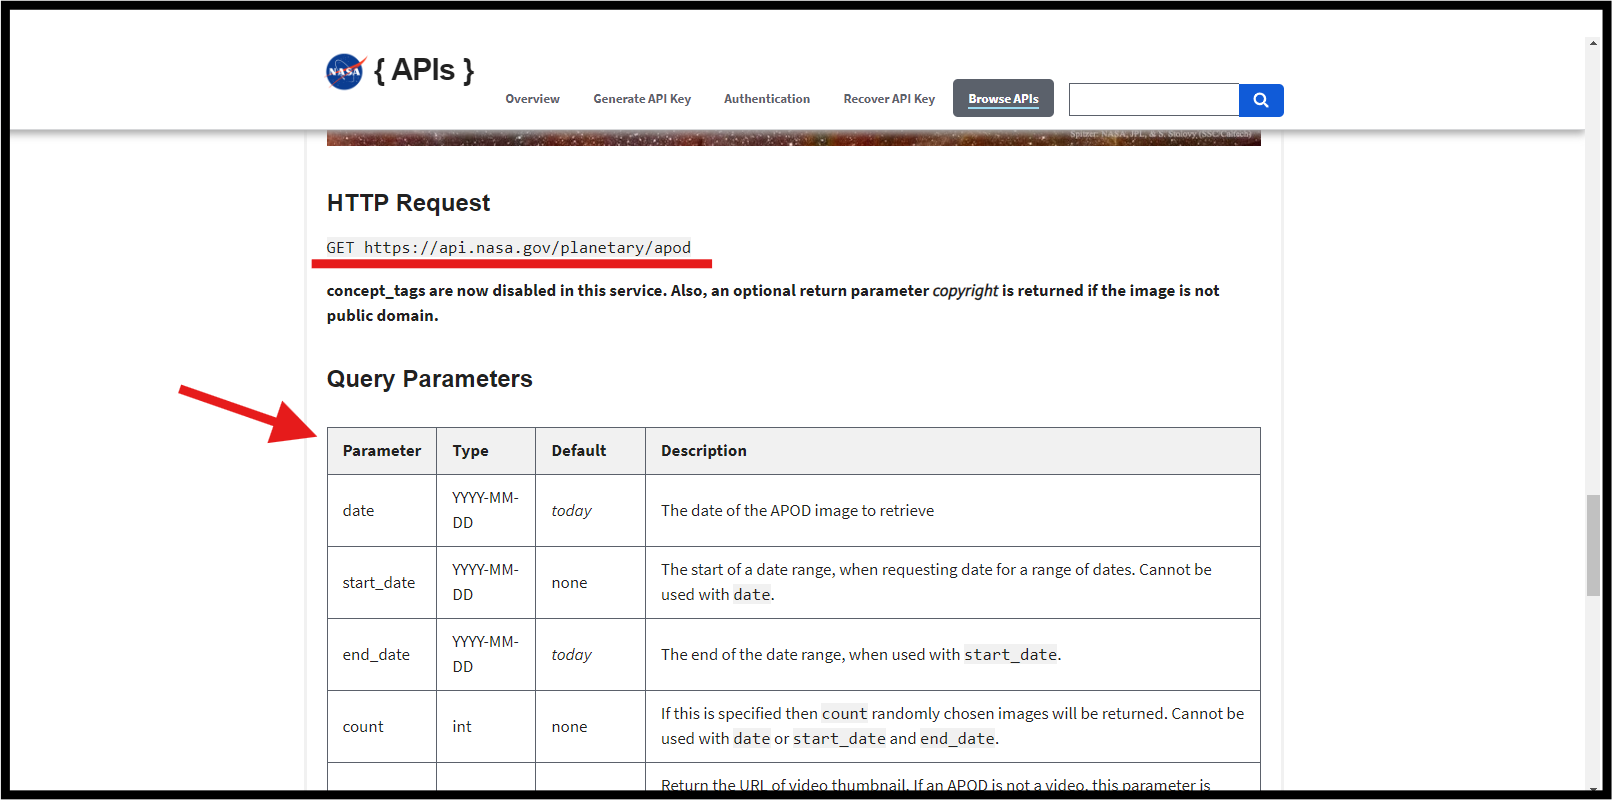 NASA { APIs }
Overview Generate API Key Authentication Recover API Key Browse APIs
Spitzer: NASA, JPL, & S. Stolovy (SSC/Caltech)
HTTP Request
GET https://api.nasa.gov/planetary/apod
concept_tags are now disabled in this service. Also, an optional return parameter copyright is returned if the image is not
public domain.
Query Parameters
Parameter Type Default Description
date YYYY-MM-DD today The date of the APOD image to retrieve
start_date YYYY-MM-DD none The start of a date range, when requesting date for a range of dates. Cannot be
used with date.
end_date YYYY-MM-DD today The end of the date range, when used with start_date.
count int none If this is specified then count randomly chosen images will be returned. Cannot be
used with date or start_date and end_date.
Return the URL of video thumbnail. If an APOD is not a video, this parameter is